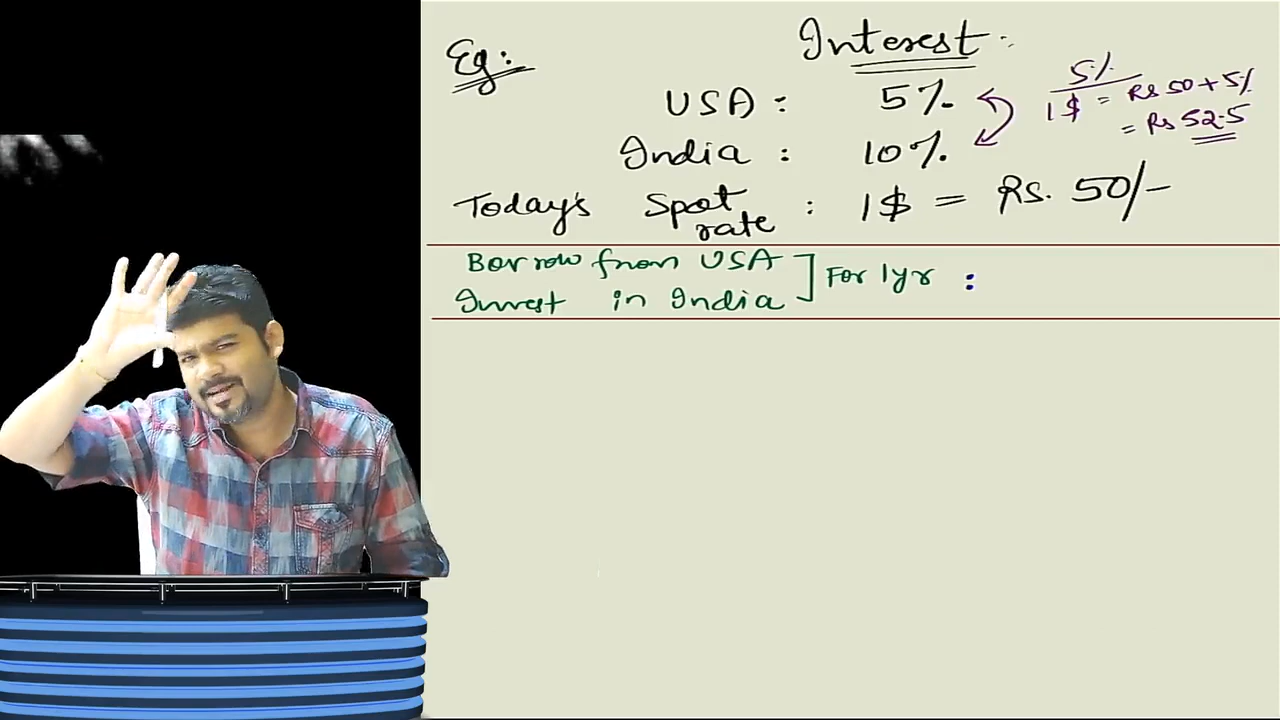 Eg:
Interest:
USA : 5%
India : 10%
5%
1$ = Rs 50 + 5%
= Rs 52.5
Today's Spot rate : 1$ = RS. 50/-
Borrow from USA
Invest in India
For 1yr :